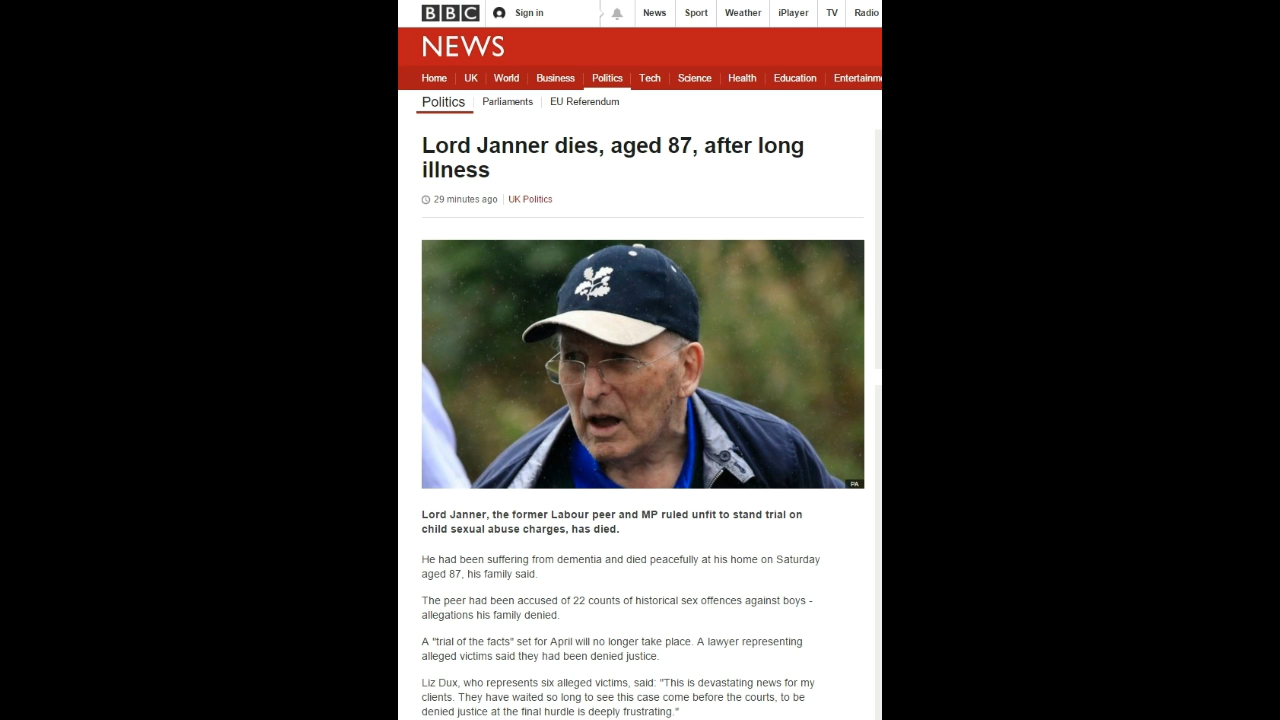 BBC Sign in News Sport Weather iPlayer TV Radio
NEWS
Home UK World Business Politics Tech Science Health Education Entertainm
Politics Parliaments EU Referendum
Lord Janner dies, aged 87, after long
illness
29 minutes ago UK Politics
PA
Lord Janner, the former Labour peer and MP ruled unfit to stand trial on
child sexual abuse charges, has died.
He had been suffering from dementia and died peacefully at his home on Saturday
aged 87, his family said.
The peer had been accused of 22 counts of historical sex offences against boys -
allegations his family denied.
A "trial of the facts" set for April will no longer take place. A lawyer representing
alleged victims said they had been denied justice.
Liz Dux, who represents six alleged victims, said: "This is devastating news for my
clients. They have waited so long to see this case come before the courts, to be
denied justice at the final hurdle is deeply frustrating."